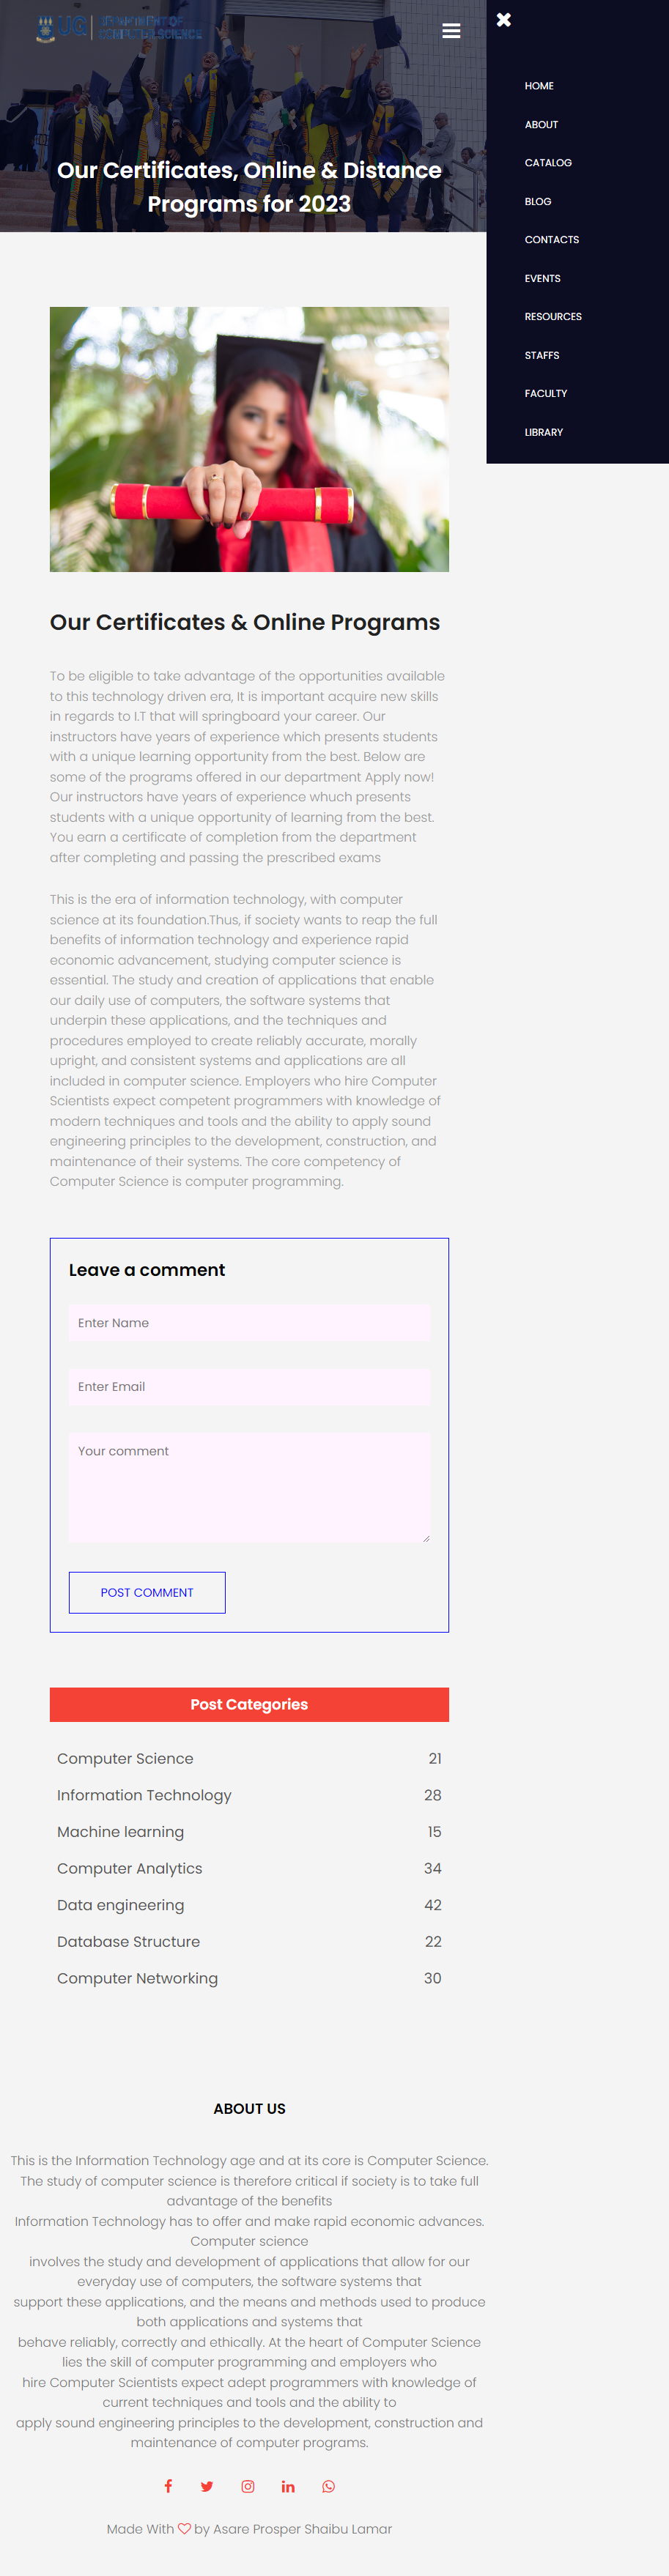 UG DEPARTMENT OF
COMPUTER SCIENCE
HOME
ABOUT
CATALOG
BLOG
CONTACTS
EVENTS
RESOURCES
STAFFS
FACULTY
LIBRARY
Our Certificates, Online & Distance
Programs for 2023
Our Certificates & Online Programs
To be eligible to take advantage of the opportunities available
to this technology driven era, It is important acquire new skills
in regards to I.T that will springboard your career. Our
instructors have years of experience which presents students
with a unique learning opportunity from the best. Below are
some of the programs offered in our department Apply now!
Our instructors have years of experience whuch presents
students with a unique opportunity of learning from the best.
You earn a certificate of completion from the department
after completing and passing the prescribed exams
This is the era of information technology, with computer
science at its foundation.Thus, if society wants to reap the full
benefits of information technology and experience rapid
economic advancement, studying computer science is
essential. The study and creation of applications that enable
our daily use of computers, the software systems that
underpin these applications, and the techniques and
procedures employed to create reliably accurate, morally
upright, and consistent systems and applications are all
included in computer science. Employers who hire Computer
Scientists expect competent programmers with knowledge of
modern techniques and tools and the ability to apply sound
engineering principles to the development, construction, and
maintenance of their systems. The core competency of
Computer Science is computer programming.
Leave a comment
Enter Name
Enter Email
Your comment
POST COMMENT
Post Categories
Computer Science 21
Information Technology 28
Machine learning 15
Computer Analytics 34
Data engineering 42
Database Structure 22
Computer Networking 30
ABOUT US
This is the Information Technology age and at its core is Computer Science.
The study of computer science is therefore critical if society is to take full
advantage of the benefits
Information Technology has to offer and make rapid economic advances.
Computer science
involves the study and development of applications that allow for our
everyday use of computers, the software systems that
support these applications, and the means and methods used to produce
both applications and systems that
behave reliably, correctly and ethically. At the heart of Computer Science
lies the skill of computer programming and employers who
hire Computer Scientists expect adept programmers with knowledge of
current techniques and tools and the ability to
apply sound engineering principles to the development, construction and
maintenance of computer programs.
Made With by Asare Prosper Shaibu Lamar